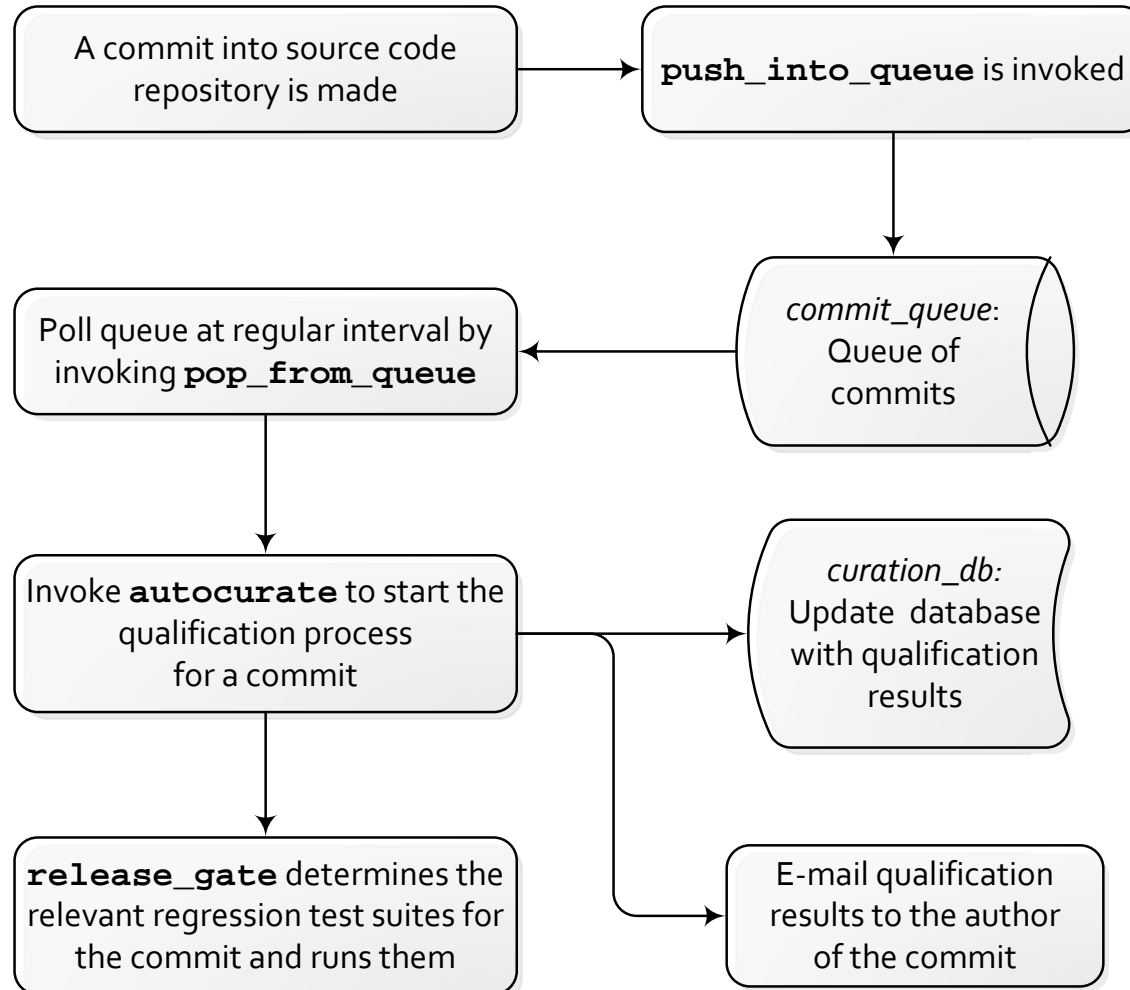 A commit into source code
repository is made
push_into_queue is invoked
commit_queue:
Queue of
commits
Poll queue at regular interval by
invoking pop_from_queue
Invoke autocurate to start the
qualification process
for a commit
curation_db:
Update database
with qualification
results
release_gate determines the
relevant regression test suites for
the commit and runs them
E-mail qualification
results to the author
of the commit